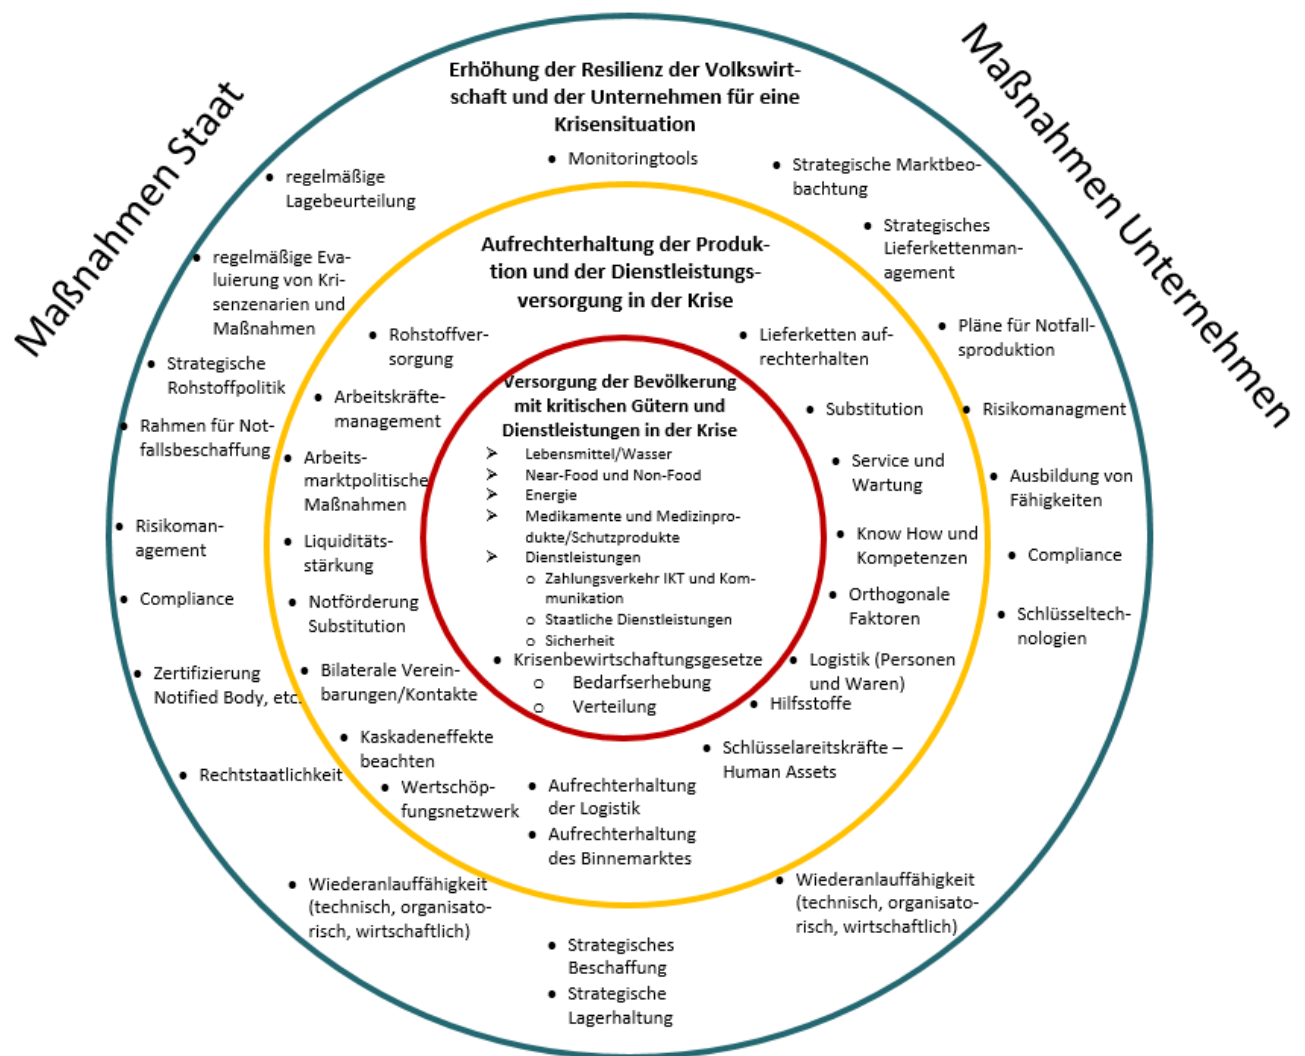 Maßnahmen Staat
Maßnahmen Unternehmen
Erhöhung der Resilienz der Volkswirt-
schaft und der Unternehmen für eine
Krisensituation
• Monitoringtools
• regelmäßige
Lagebeurteilung
• regelmäßige Eva-
luierung von Kri-
senzenarien und
Maßnahmen
• Strategische
Rohstoffpolitik
• Rahmen für Not-
fallsbeschaffung
• Risikoman-
agement
• Compliance
• Zertifizierung
Notified Body, etc.
• Rechtstaatlichkeit
• Wiederanlauffähigkeit
(technisch, organisato-
risch, wirtschaftlich)
• Strategische Marktbeo-
bachtung
• Strategisches
Lieferkettenman-
agement
• Pläne für Notfall-
sproduktion
• Risikomanagment
• Ausbildung von
Fähigkeiten
• Compliance
• Schlüsseltech-
nologien
• Wiederanlauffähigkeit
(technisch, organisato-
risch, wirtschaftlich)
• Strategisches
Beschaffung
• Strategische
Lagerhaltung
Aufrechterhaltung der Produk-
tion und der Dienstleistungs-
versorgung in der Krise
• Rohstoffver-
sorgung
• Arbeitskräfte-
management
• Arbeits-
marktpolitische
Maßnahmen
• Liquiditäts-
stärkung
• Notförderung
Substitution
• Bilaterale Verein-
barungen/Kontakte
• Kaskadeneffekte
beachten
• Wertschöp-
fungsnetzwerk
• Aufrechterhaltung
der Logistik
• Aufrechterhaltung
des Binnemarktes
• Lieferketten auf-
rechterhalten
• Substitution
• Service und
Wartung
• Know How und
Kompetenzen
• Orthogonale
Faktoren
• Logistik (Personen
und Waren)
• Hilfsstoffe
• Schlüselareitskräfte –
Human Assets
Versorgung der Bevölkerung
mit kritischen Gütern und
Dienstleistungen in der Krise
➢ Lebensmittel/Wasser
➢ Near-Food und Non-Food
➢ Energie
➢ Medikamente und Medizinpro-
dukte/Schutzprodukte
➢ Dienstleistungen
o Zahlungsverkehr IKT und Kom-
munikation
o Staatliche Dienstleistungen
o Sicherheit
• Krisenbewirtschaftungsgesetze
o Bedarfserhebung
o Verteilung